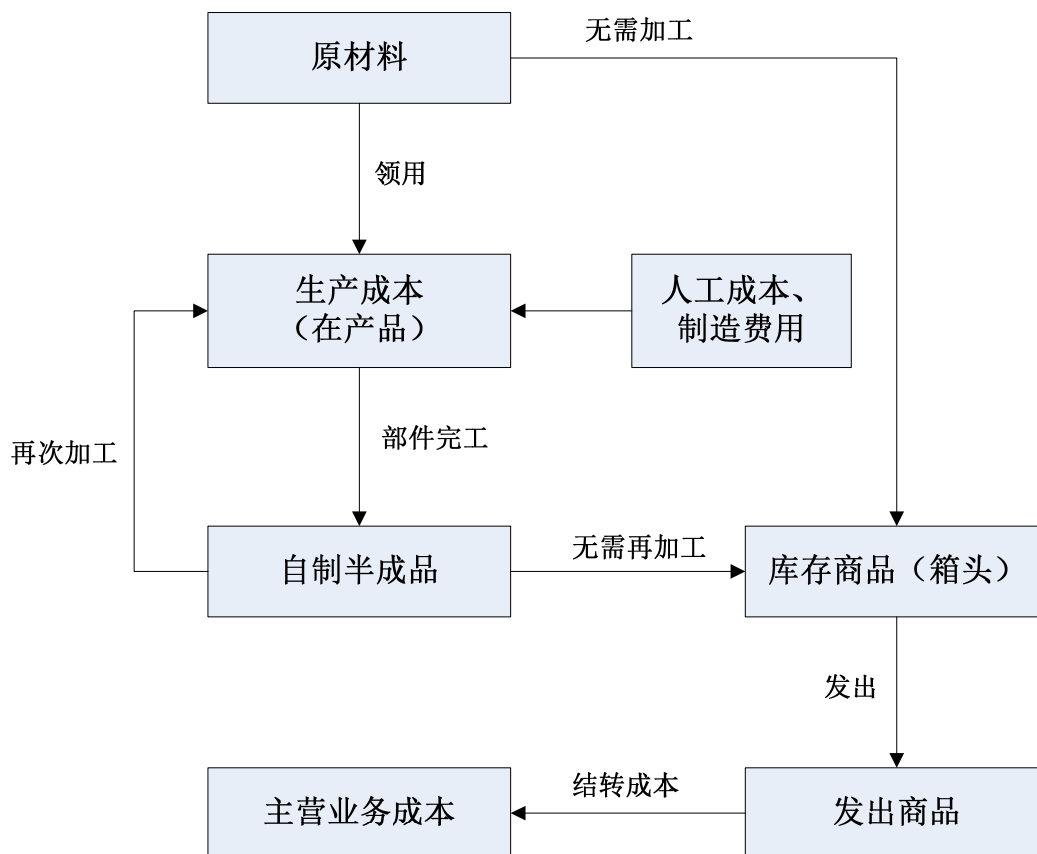 原材料
无需加工
领用
生产成本
（在产品）
人工成本、
制造费用
再次加工
部件完工
自制半成品
无需再加工
库存商品（箱头）
发出
主营业务成本
结转成本
发出商品